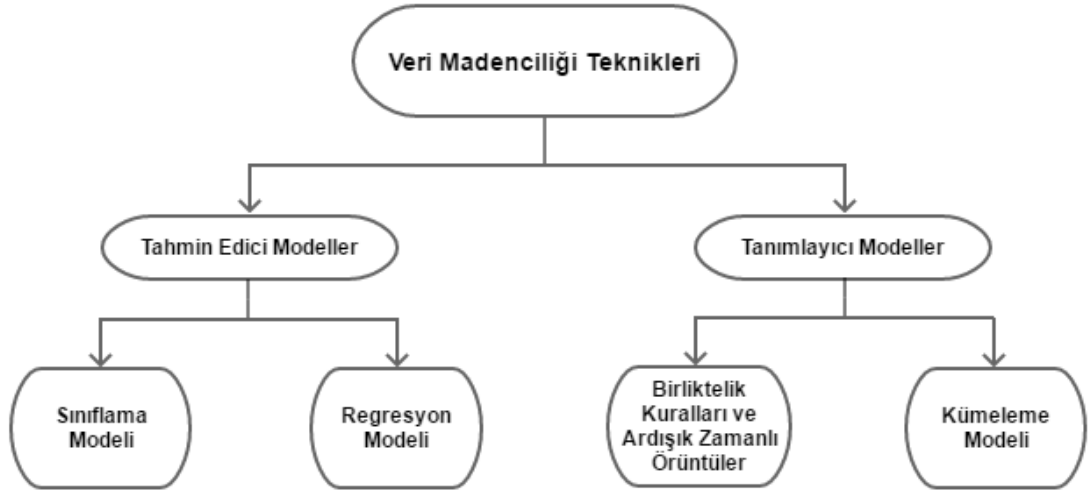 Veri Madenciliği Teknikleri
Tahmin Edici Modeller
Tanımlayıcı Modeller
Sınıflama
Modeli
Regresyon
Modeli
Birliktelik
Kuralları ve
Ardışık Zamanlı
Örüntüler
Kümeleme
Modeli